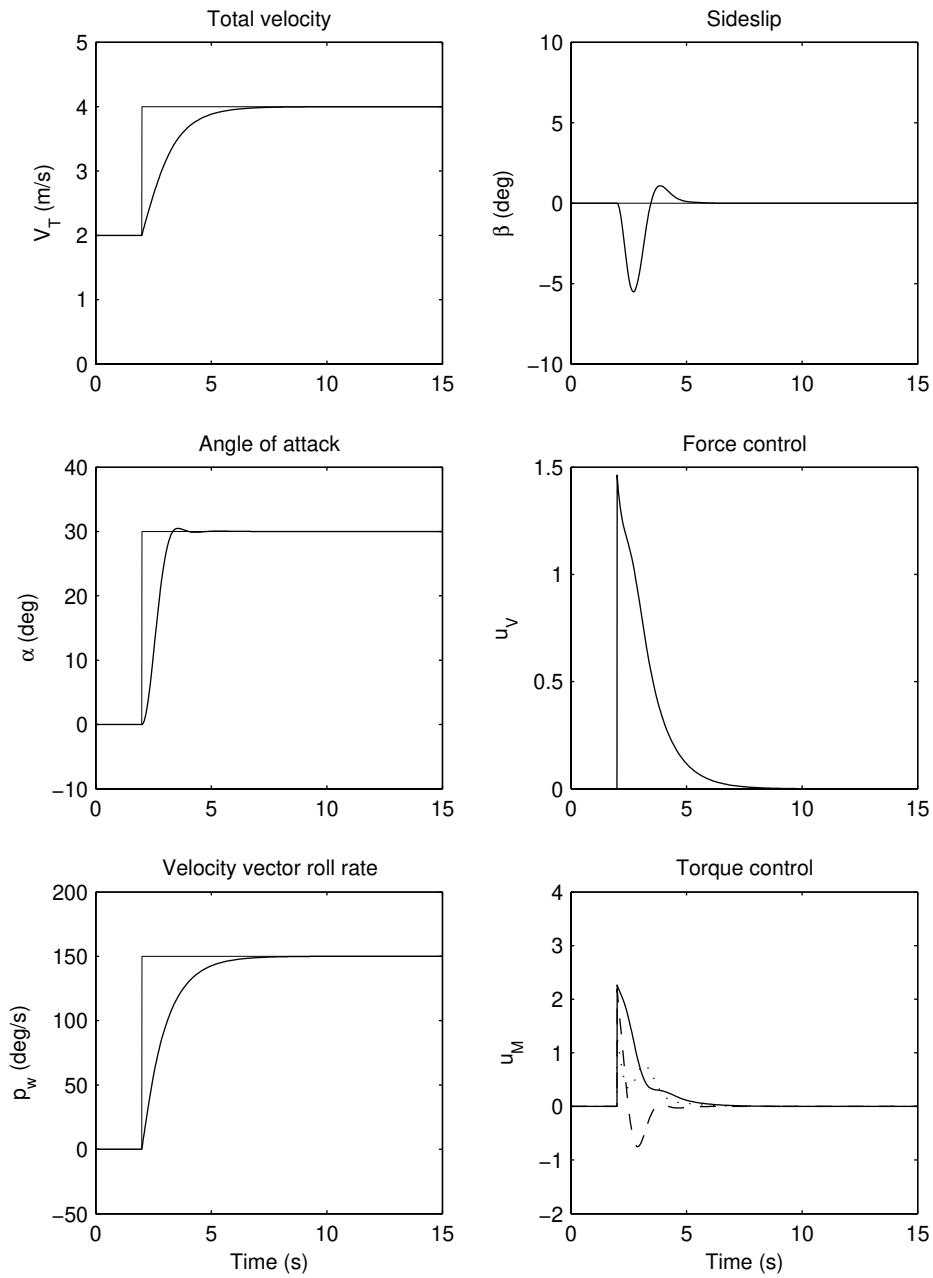 Total velocity
5
4
3
2
1
0
V_T (m/s)
0 5 10 15
Sideslip
10
5
0
−5
−10
β (deg)
0 5 10 15
Angle of attack
40
30
20
10
0
−10
α (deg)
0 5 10 15
Force control
1.5
1
0.5
0
u_V
0 5 10 15
Velocity vector roll rate
200
150
100
50
0
−50
p_w (deg/s)
0 5 10 15
Time (s)
Torque control
4
3
2
1
0
−1
−2
u_M
0 5 10 15
Time (s)